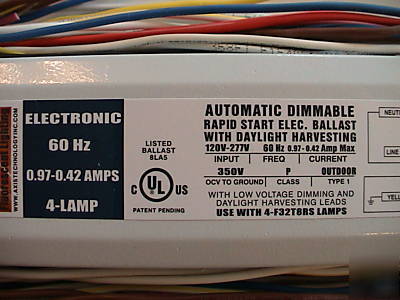 Fluorescent Lighting
WWW.AXISTECHNOLOGYINC.COM
ELECTRONIC
60 Hz
0.97-0.42 AMPS
4-LAMP
LISTED
BALLAST
8LA5
C UL US
PATENT PENDING
AUTOMATIC DIMMABLE
RAPID START ELEC. BALLAST
WITH DAYLIGHT HARVESTING
120V-277V 60 Hz 0.97-0.42 Amp Max
INPUT FREQ CURRENT
350V P OUTDOOR
OCV TO GROUND CLASS TYPE 1
WITH LOW VOLTAGE DIMMING AND
DAYLIGHT HARVESTING LEADS
USE WITH 4-F32T8RS LAMPS
NEUT
LINE
YELL